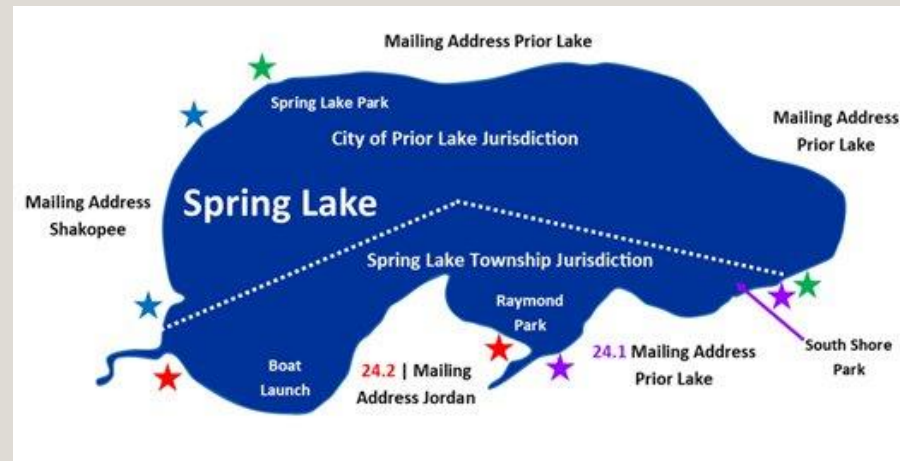 Mailing Address Prior Lake
Spring Lake Park
City of Prior Lake Jurisdiction
Mailing Address
Prior Lake
Mailing Address
Shakopee
Spring Lake
Spring Lake Township Jurisdiction
Raymond
Park
Boat
Launch
24.2 | Mailing
Address Jordan
24.1 Mailing Address
Prior Lake
South Shore
Park